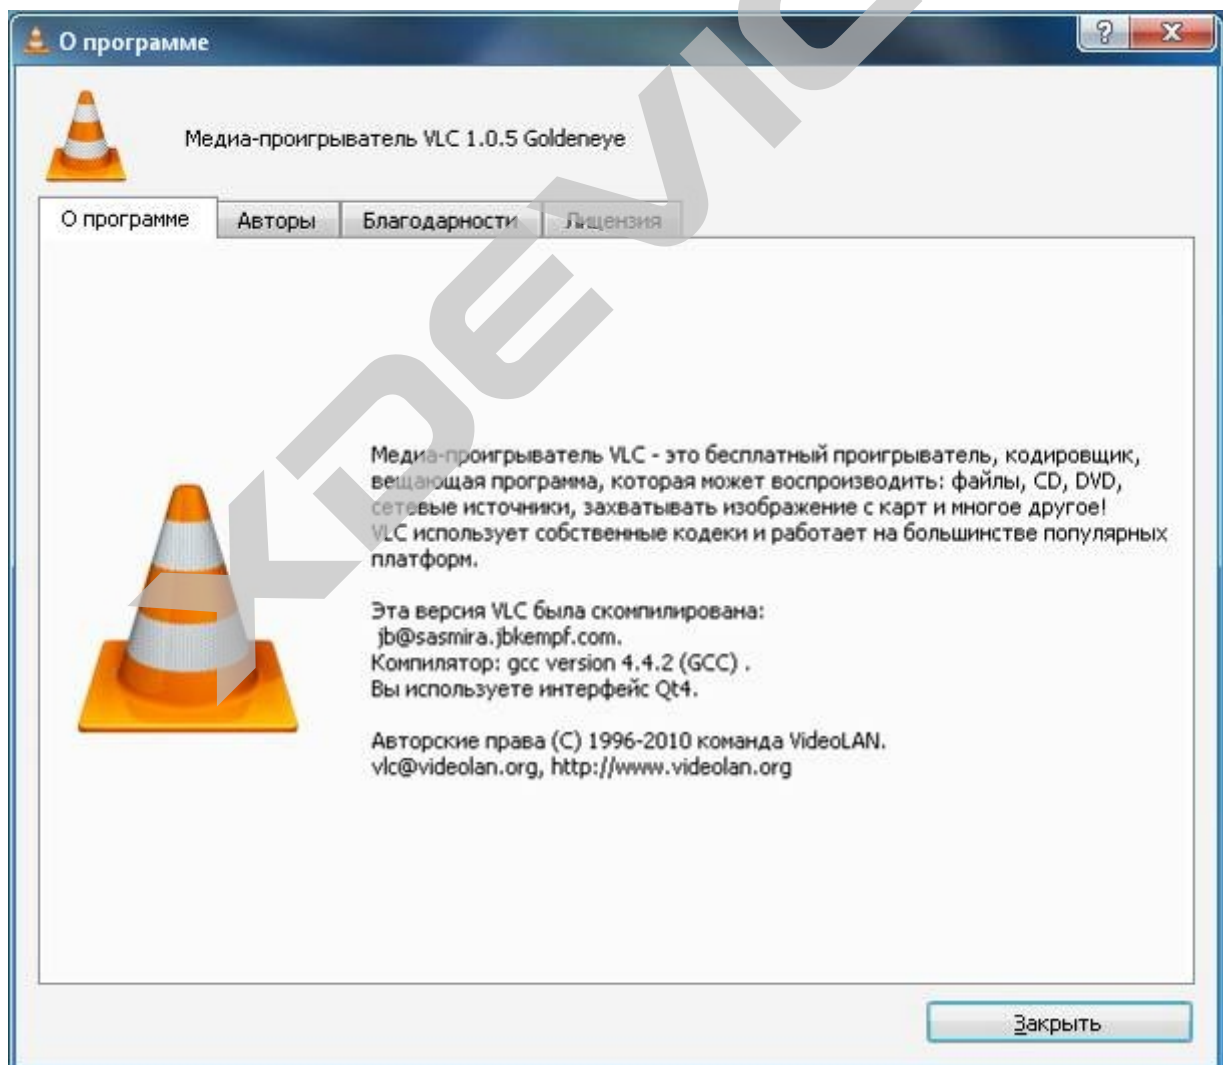 О программе
Медиа-проигрыватель VLC 1.0.5 Goldeneye
О программе
Авторы
Благодарности
Лицензия
Медиа-проигрыватель VLC - это бесплатный проигрыватель, кодировщик,
вещающая программа, которая может воспроизводить: файлы, CD, DVD,
сетевые источники, захватывать изображение с карт и многое другое!
VLC использует собственные кодеки и работает на большинстве популярных
платформ.
Эта версия VLC была скомпилирована:
jb@sasmira.jbkempf.com.
Компилятор: gcc version 4.4.2 (GCC) .
Вы используете интерфейс Qt4.
Авторские права (C) 1996-2010 команда VideoLAN.
vlc@videolan.org, http://www.videolan.org
Закрыть
XDEVIC